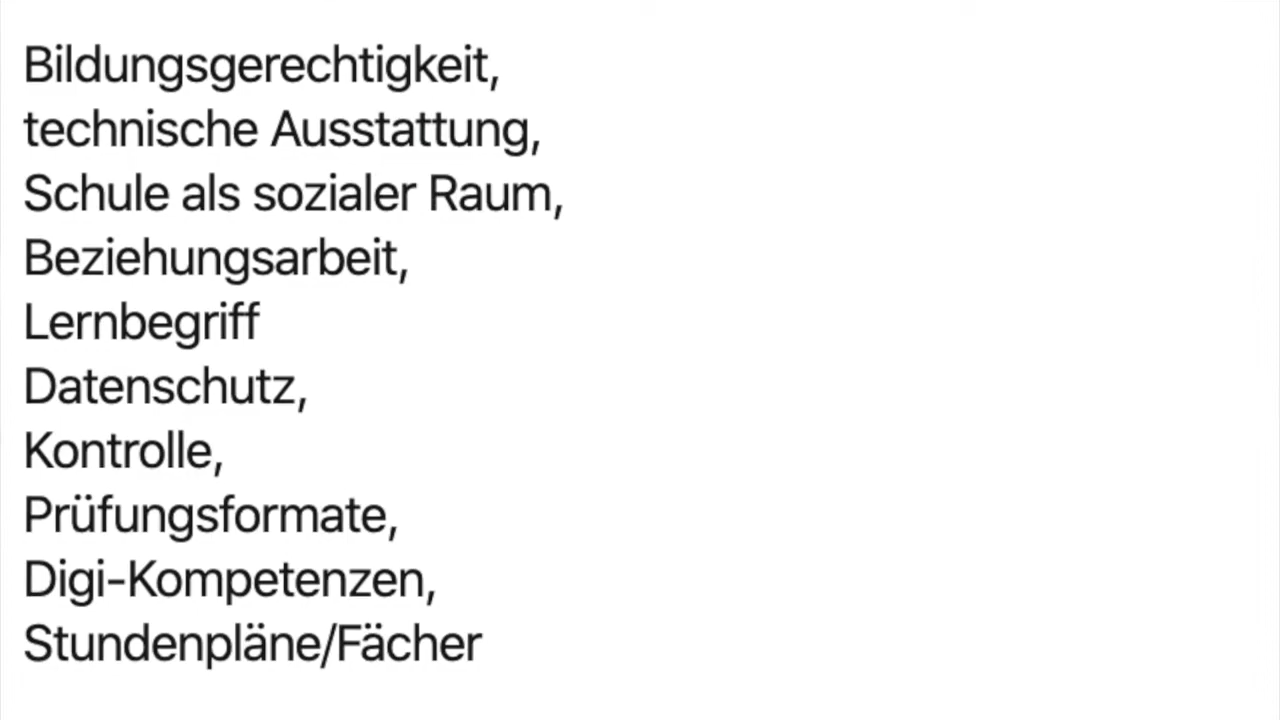 Bildungsgerechtigkeit,
technische Ausstattung,
Schule als sozialer Raum,
Beziehungsarbeit,
Lernbegriff
Datenschutz,
Kontrolle,
Prüfungsformate,
Digi-Kompetenzen,
Stundenpläne/Fächer